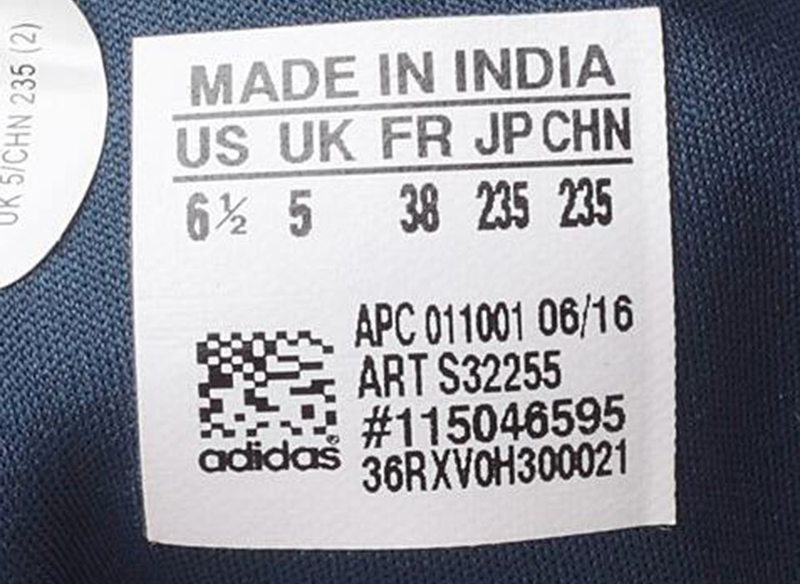 UK 5/CHN 235 (2)
MADE IN INDIA
US UK FR JP CHN
6½ 5 38 235 235
APC 011001 06/16
ART S32255
#115046595
36RXV0H300021
adidas®